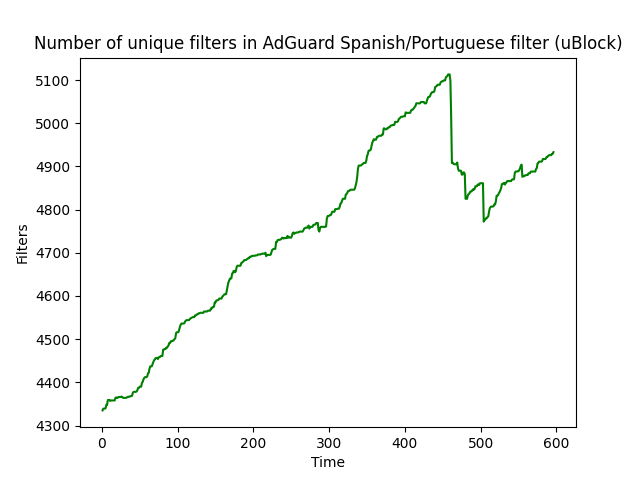 Number of unique filters in AdGuard Spanish/Portuguese filter (uBlock)
5100
5000
4900
4800
4700
4600
4500
4400
4300
Filters
0 100 200 300 400 500 600
Time